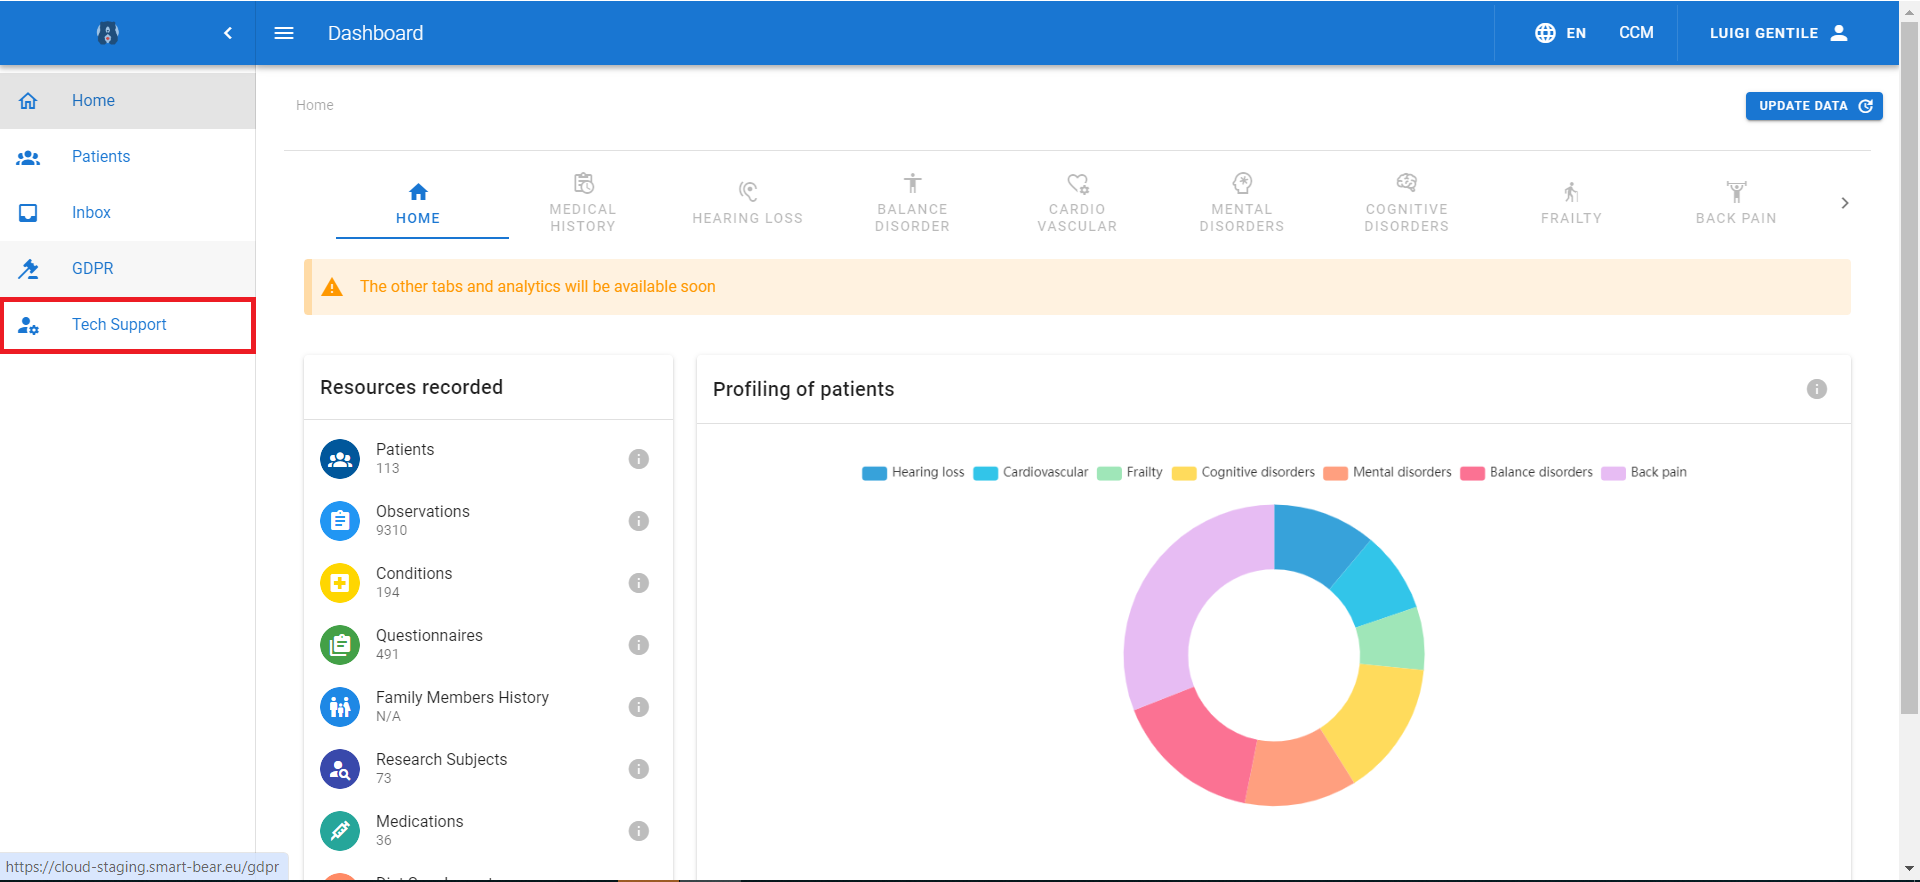 Dashboard
EN
CCM
LUIGI GENTILE
Home
Patients
Inbox
GDPR
Tech Support
Home
UPDATE DATA
HOME
MEDICAL
HISTORY
HEARING LOSS
BALANCE
DISORDER
CARDIO
VASCULAR
MENTAL
DISORDERS
COGNITIVE
DISORDERS
FRAILTY
BACK PAIN
The other tabs and analytics will be available soon
Resources recorded
Patients
113
Observations
9310
Conditions
194
Questionnaires
491
Family Members History
N/A
Research Subjects
73
Medications
36
Profiling of patients
Hearing loss
Cardiovascular
Frailty
Cognitive disorders
Mental disorders
Balance disorders
Back pain
https://cloud-staging.smart-bear.eu/gdpr